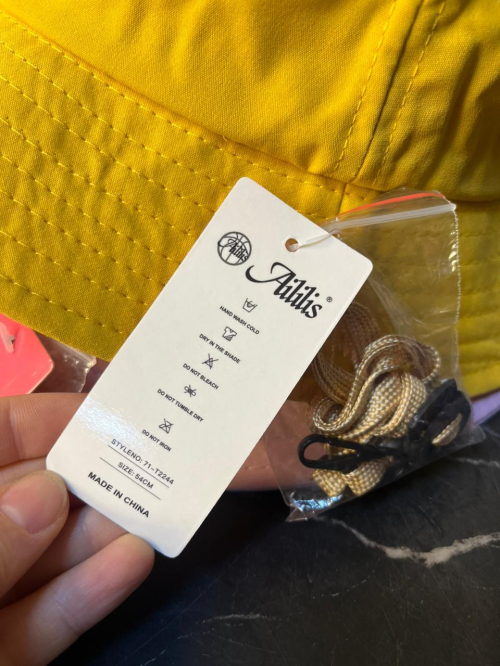 Aililis
Aililis ®
HAND WASH COLD
DRY IN THE SHADE
DO NOT BLEACH
DO NOT TUMBLE DRY
DO NOT IRON
STYLENO: 71-T2244
SIZE: 54CM
MADE IN CHINA